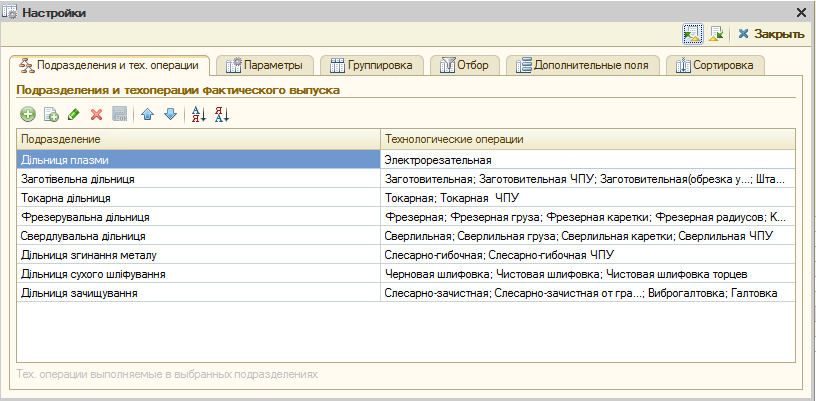 Настройки
Закрыть
Подразделения и тех. операции Параметры Группировка Отбор Дополнительные поля Сортировка
Подразделения и техоперации фактического выпуска
Подразделение Технологические операции
Дільниця плазми Электрорезательная
Заготівельна дільниця Заготовительная; Заготовительная ЧПУ; Заготовительная(обрезка у...; Шта...
Токарна дільниця Токарная; Токарная ЧПУ
Фрезерувальна дільниця Фрезерная; Фрезерная груза; Фрезерная каретки; Фрезерная радиусов; К...
Свердлувальна дільниця Сверлильная; Сверлильная груза; Сверлильная каретки; Сверлильная ЧПУ
Дільниця згинання металу Слесарно-гибочная; Слесарно-гибочная ЧПУ
Дільниця сухого шліфування Черновая шлифовка; Чистовая шлифовка; Чистовая шлифовка торцев
Дільниця зачищування Слесарно-зачистная; Слесарно-зачистная от гра...; Виброгалтовка; Галтовка
Тех. операции выполняемые в выбранных подразделениях